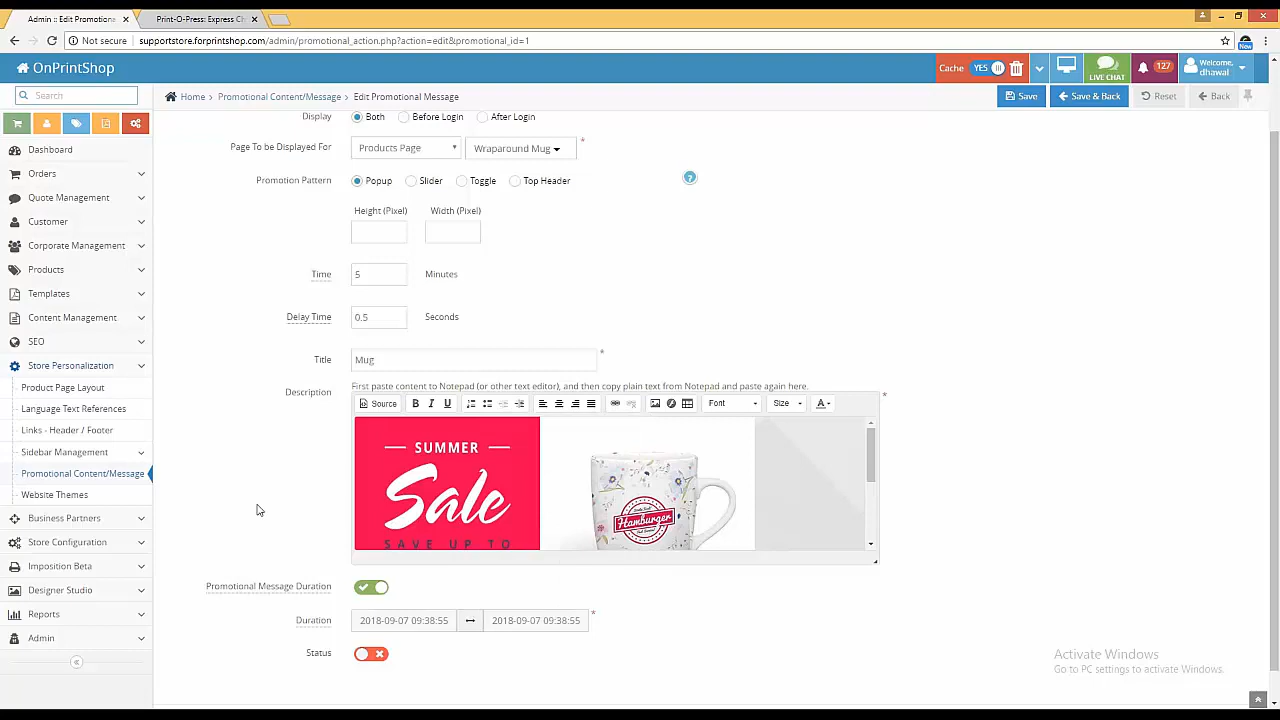 Admin :: Edit Promotiona
Print-O-Press: Express Ch
Not secure
supportstore.forprintshop.com/admin/promotional_action.php?action=edit&promotional_id=1
New
OnPrintShop
Cache YES
LIVE CHAT
127
Welcome,
dhawal
Search
Home > Promotional Content/Message > Edit Promotional Message
Save
Save & Back
Reset
Back
Dashboard
Orders
Quote Management
Customer
Corporate Management
Products
Templates
Content Management
SEO
Store Personalization
Product Page Layout
Language Text References
Links - Header / Footer
Sidebar Management
Promotional Content/Message
Website Themes
Business Partners
Store Configuration
Imposition Beta
Designer Studio
Reports
Admin
Display Both Before Login After Login
Page To be Displayed For Products Page Wraparound Mug *
Promotion Pattern Popup Slider Toggle Top Header ?
Height (Pixel) Width (Pixel)
Time 5 Minutes
Delay Time 0.5 Seconds
Title Mug *
First paste content to Notepad (or other text editor), and then copy plain text from Notepad and paste again here.
Description *
Source B I U Font Size A
SUMMER
Sale
SAVE UP TO
Hamburger
Promotional Message Duration
Duration 2018-09-07 09:38:55 2018-09-07 09:38:55 *
Status
Activate Windows
Go to PC settings to activate Windows.